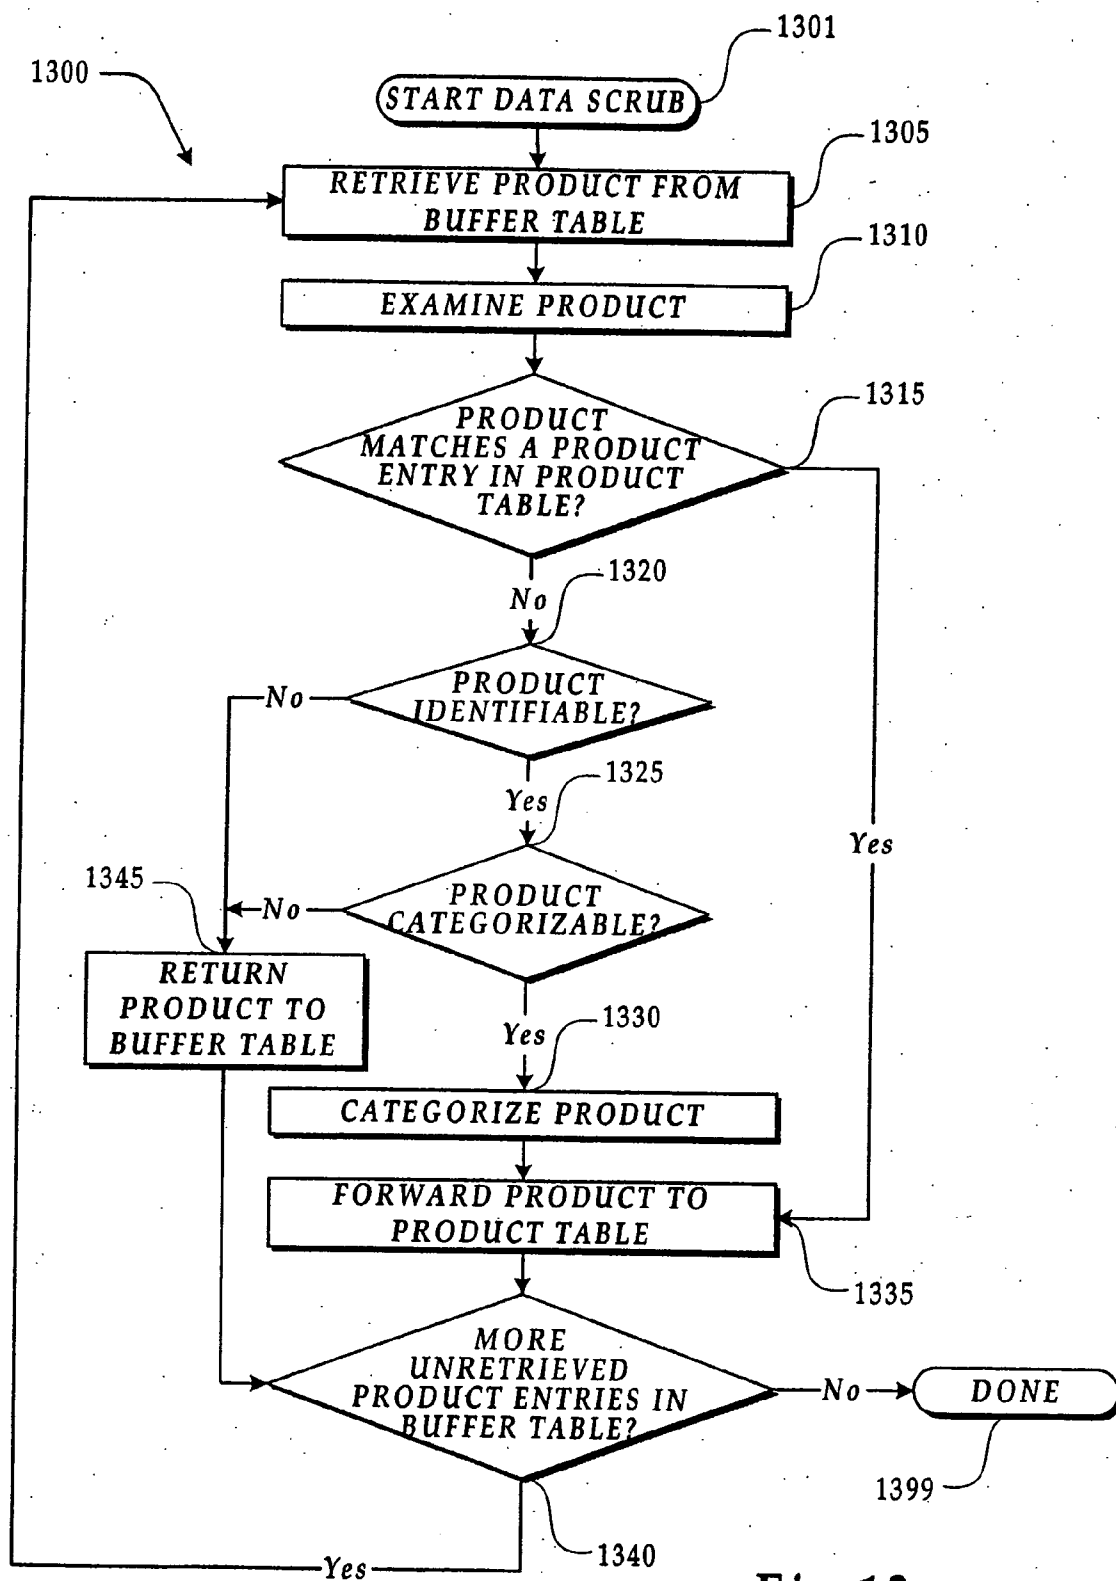 1301
1300
START DATA SCRUB
1305
RETRIEVE PRODUCT FROM
BUFFER TABLE
1310
EXAMINE PRODUCT
1315
PRODUCT
MATCHES A PRODUCT
ENTRY IN PRODUCT
TABLE?
1320
No
PRODUCT
IDENTIFIABLE?
No
1325
Yes
Yes
1345
PRODUCT
CATEGORIZABLE?
No
RETURN
PRODUCT TO
BUFFER TABLE
1330
Yes
CATEGORIZE PRODUCT
FORWARD PRODUCT TO
PRODUCT TABLE
1335
MORE
UNRETRIEVED
PRODUCT ENTRIES IN
BUFFER TABLE?
No
DONE
1399
1340
Yes